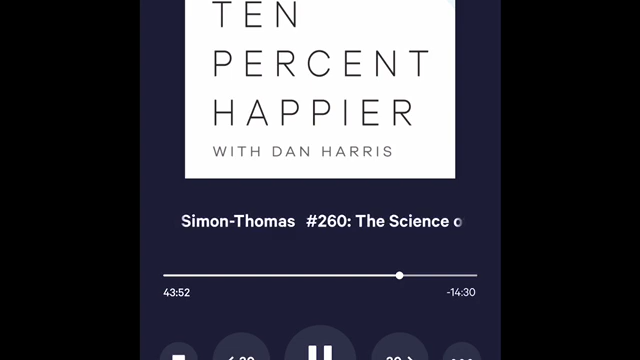 TEN
PERCENT
HAPPIER
WITH DAN HARRIS
Simon-Thomas #260: The Science
43:52
-14:30